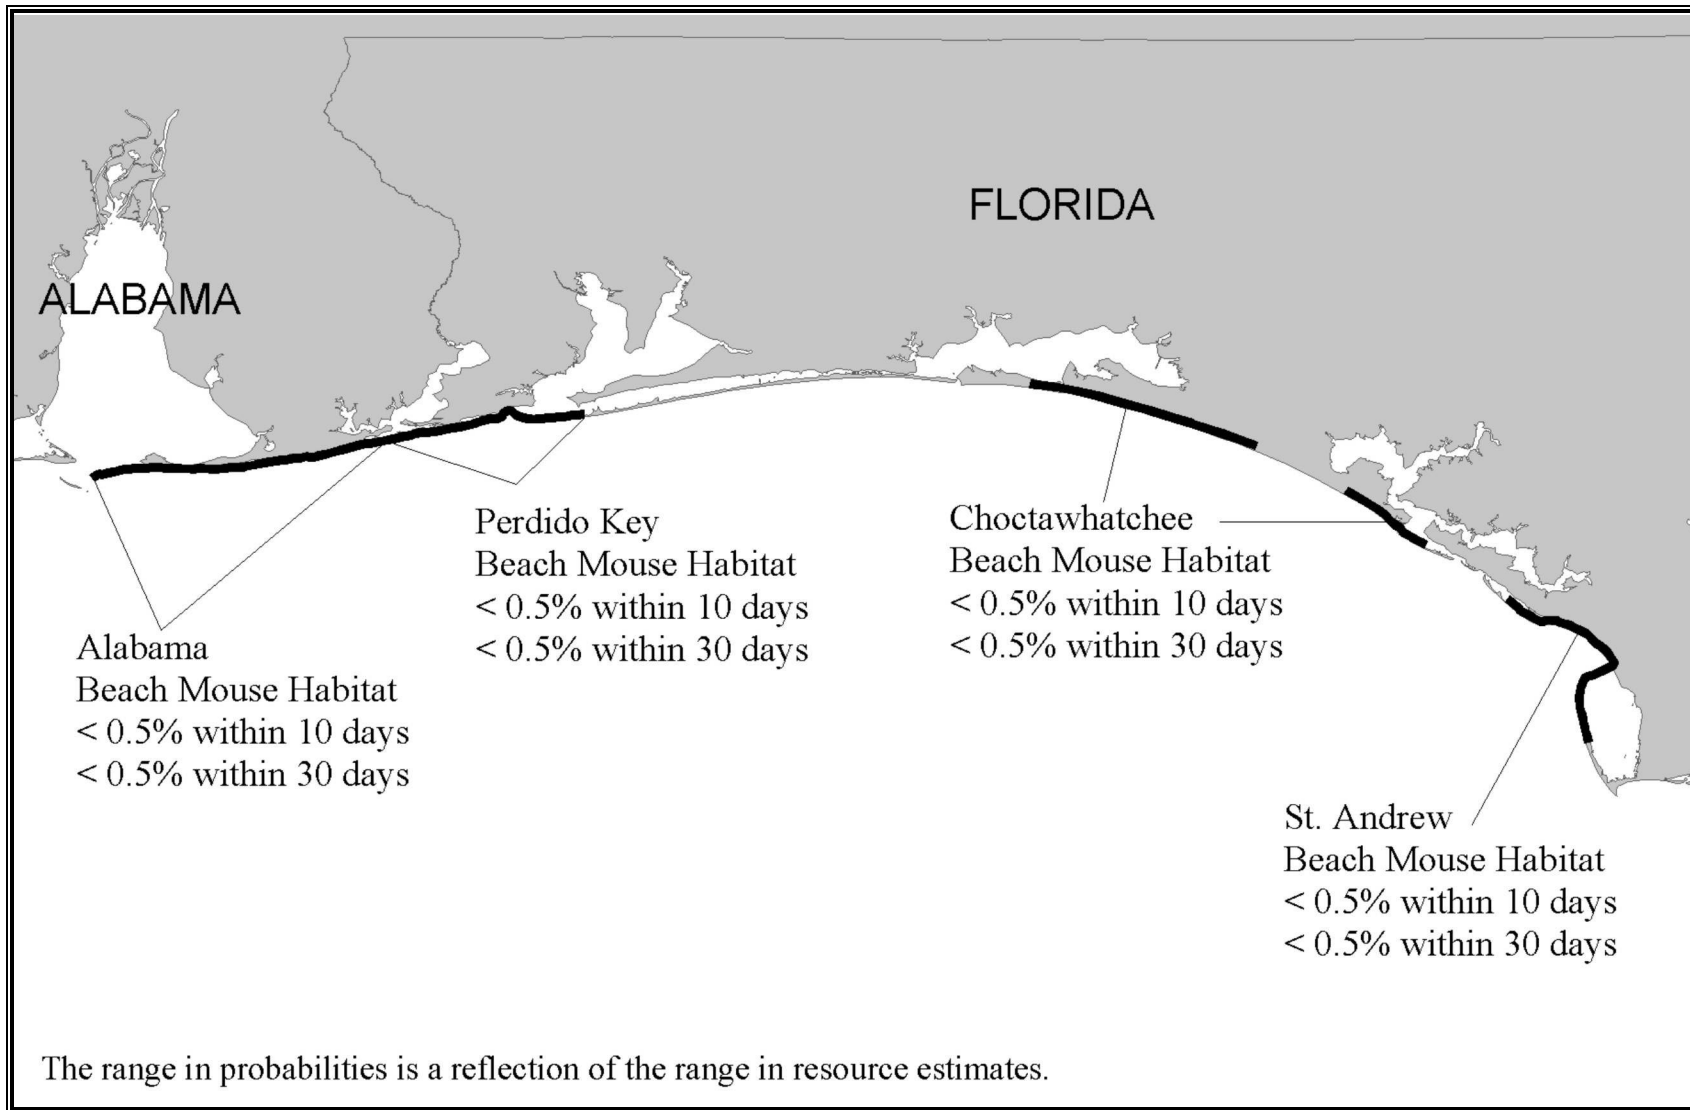 FLORIDA
ALABAMA
Perdido Key
Beach Mouse Habitat
< 0.5% within 10 days
< 0.5% within 30 days
Choctawhatchee
Beach Mouse Habitat
< 0.5% within 10 days
< 0.5% within 30 days
Alabama
Beach Mouse Habitat
< 0.5% within 10 days
< 0.5% within 30 days
St. Andrew
Beach Mouse Habitat
< 0.5% within 10 days
< 0.5% within 30 days
The range in probabilities is a reflection of the range in resource estimates.